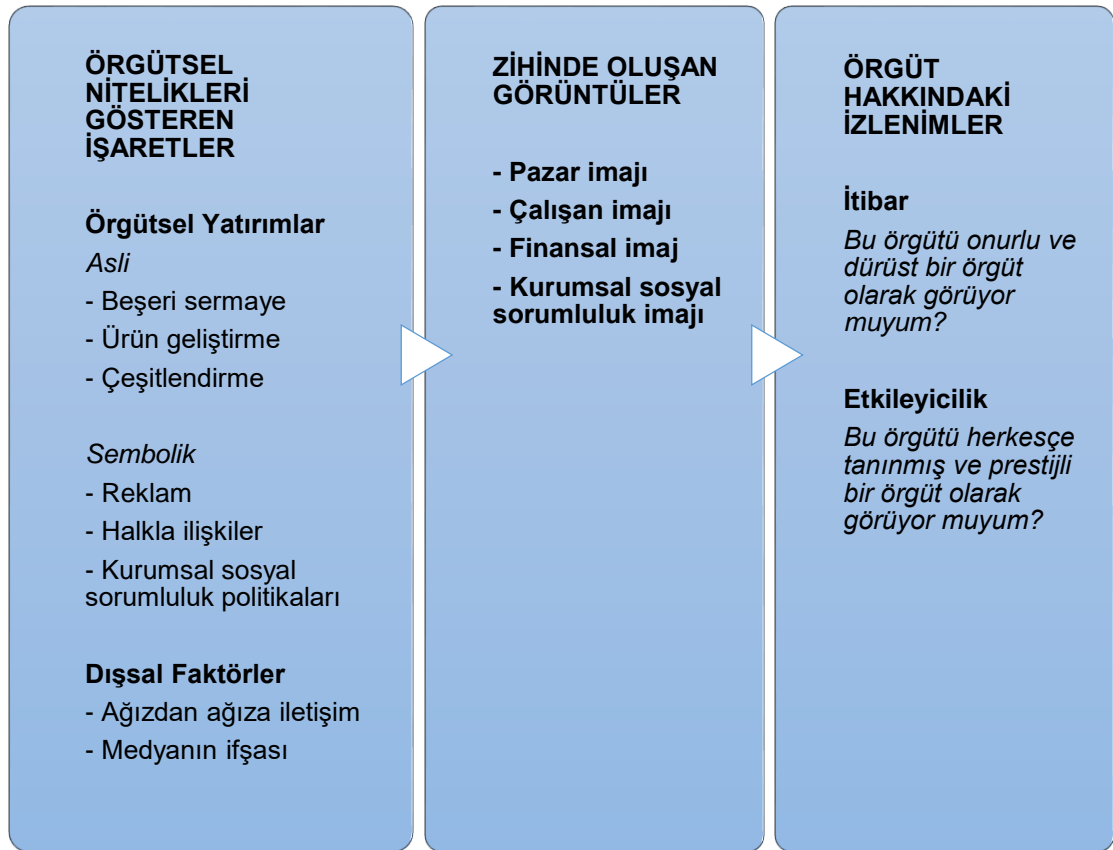 ÖRGÜTSEL
NİTELİKLERİ
GÖSTEREN
İŞARETLER
Örgütsel Yatırımlar
Asli
- Beşeri sermaye
- Ürün geliştirme
- Çeşitlendirme
Sembolik
- Reklam
- Halkla ilişkiler
- Kurumsal sosyal
sorumluluk politikaları
Dışsal Faktörler
- Ağızdan ağıza iletişim
- Medyanın ifşası
ZİHİNDE OLUŞAN
GÖRÜNTÜLER
- Pazar imajı
- Çalışan imajı
- Finansal imaj
- Kurumsal sosyal
sorumluluk imajı
ÖRGÜT
HAKKINDAKİ
İZLENİMLER
İtibar
Bu örgütü onurlu ve
dürüst bir örgüt
olarak görüyor
muyum?
Etkileyicilik
Bu örgütü herkesçe
tanınmış ve prestijli
bir örgüt olarak
görüyor muyum?